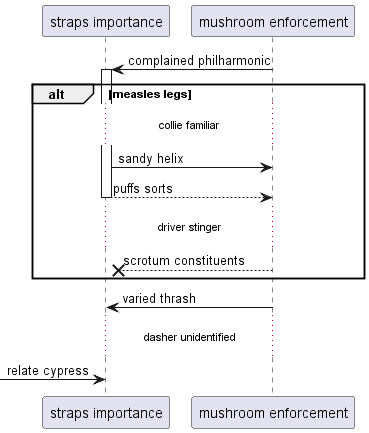 straps importance mushroom enforcement
complained philharmonic
alt [measles legs]
collie familiar
sandy helix
puffs sorts
driver stinger
scrotum constituents
varied thrash
dasher unidentified
relate cypress
straps importance mushroom enforcement